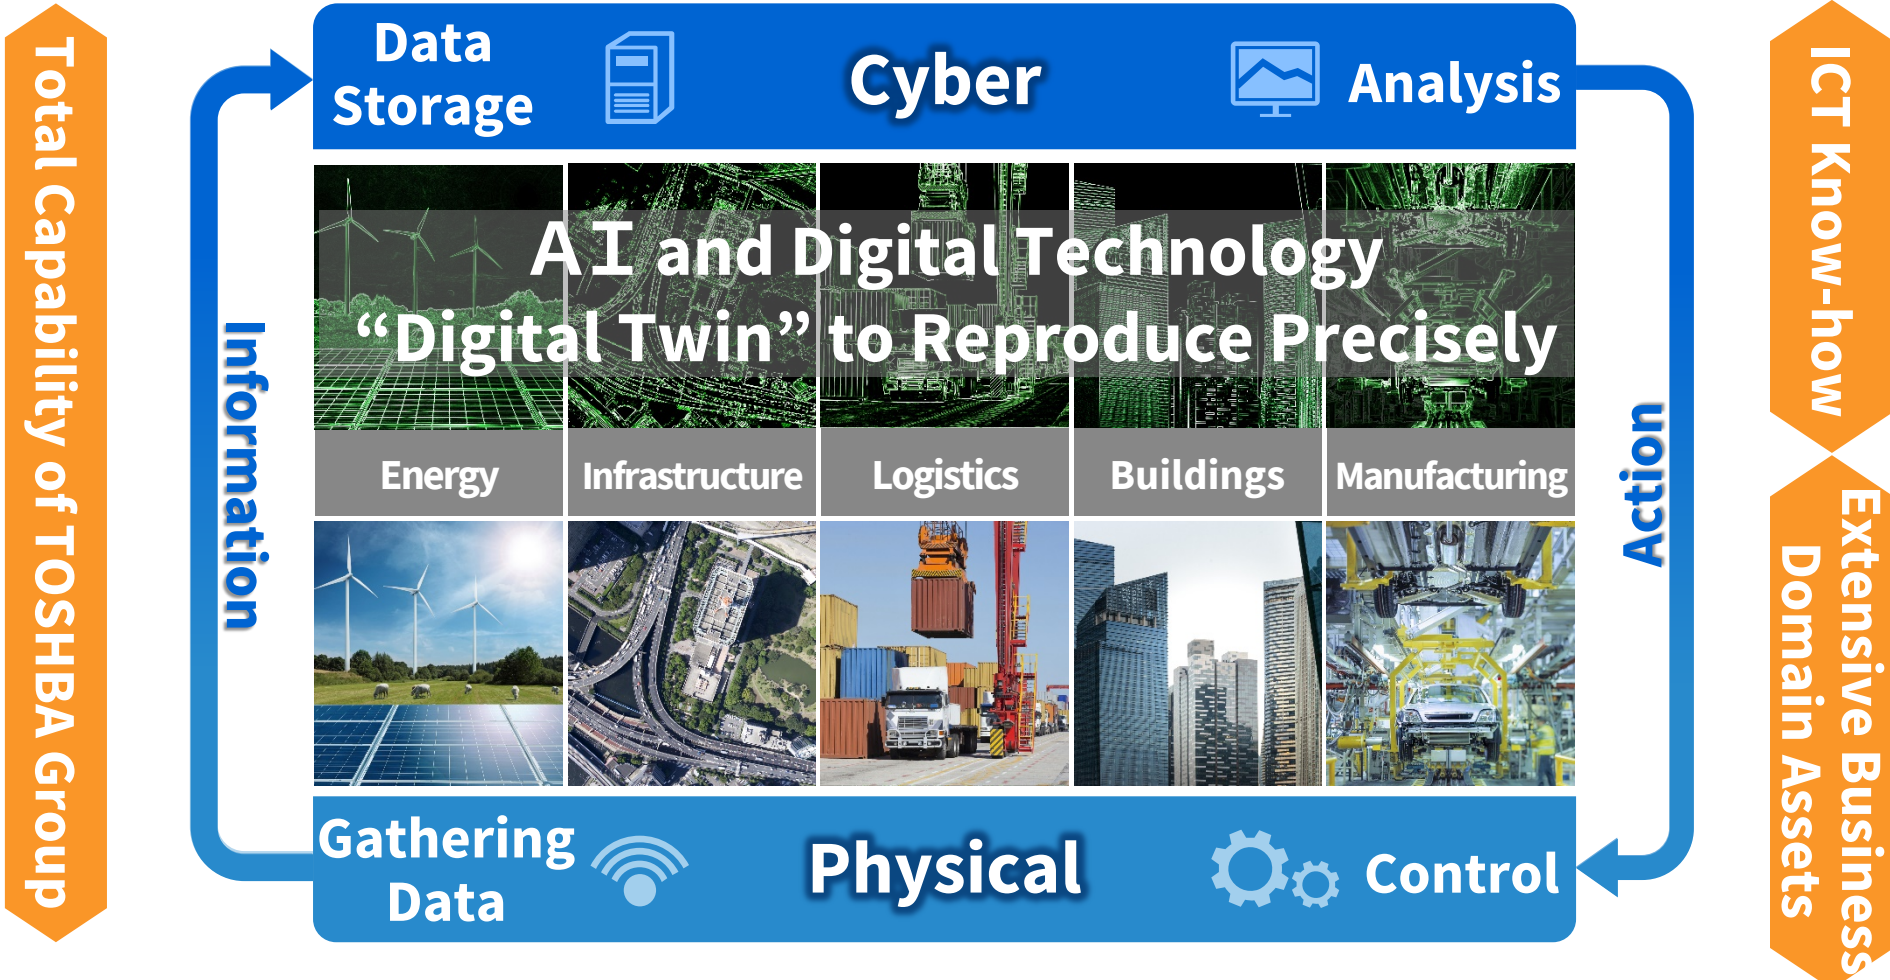 Total Capability of TOSHBA Group
Data
Storage
Cyber
Analysis
AI and Digital Technology
“Digital Twin” to Reproduce Precisely
Energy
Infrastructure
Logistics
Buildings
Manufacturing
Information
Action
Gathering
Data
Physical
Control
ICT Know-how
Extensive Business
Domain Assets